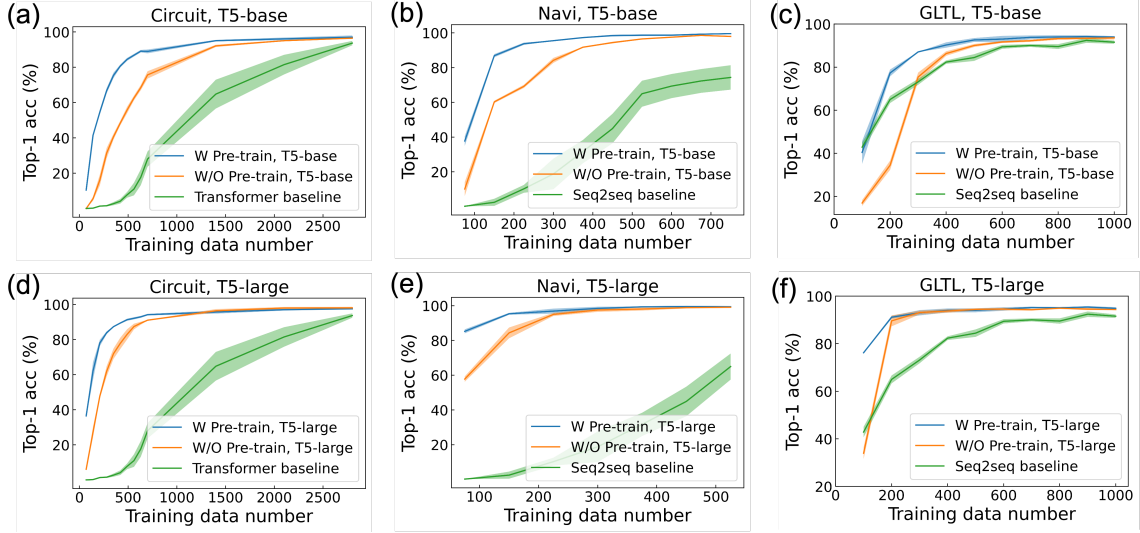 (a)
Circuit, T5-base
Top-1 acc (%)
100
80
60
40
20
W Pre-train, T5-base
W/O Pre-train, T5-base
Transformer baseline
0 500 1000 1500 2000 2500
Training data number
(b)
Navi, T5-base
Top-1 acc (%)
100
80
60
40
20
W Pre-train, T5-base
W/O Pre-train, T5-base
Seq2seq baseline
100 200 300 400 500 600 700
Training data number
(c)
GLTL, T5-base
Top-1 acc (%)
100
80
60
40
20
W Pre-train, T5-base
W/O Pre-train, T5-base
Seq2seq baseline
200 400 600 800 1000
Training data number
(d)
Circuit, T5-large
Top-1 acc (%)
100
80
60
40
20
W Pre-train, T5-large
W/O Pre-train, T5-large
Transformer baseline
0 500 1000 1500 2000 2500
Training data number
(e)
Navi, T5-large
Top-1 acc (%)
100
80
60
40
20
W Pre-train, T5-large
W/O Pre-train, T5-large
Seq2seq baseline
100 200 300 400 500
Training data number
(f)
GLTL, T5-large
Top-1 acc (%)
100
80
60
40
20
W Pre-train, T5-large
W/O Pre-train, T5-large
Seq2seq baseline
0 200 400 600 800 1000
Training data number